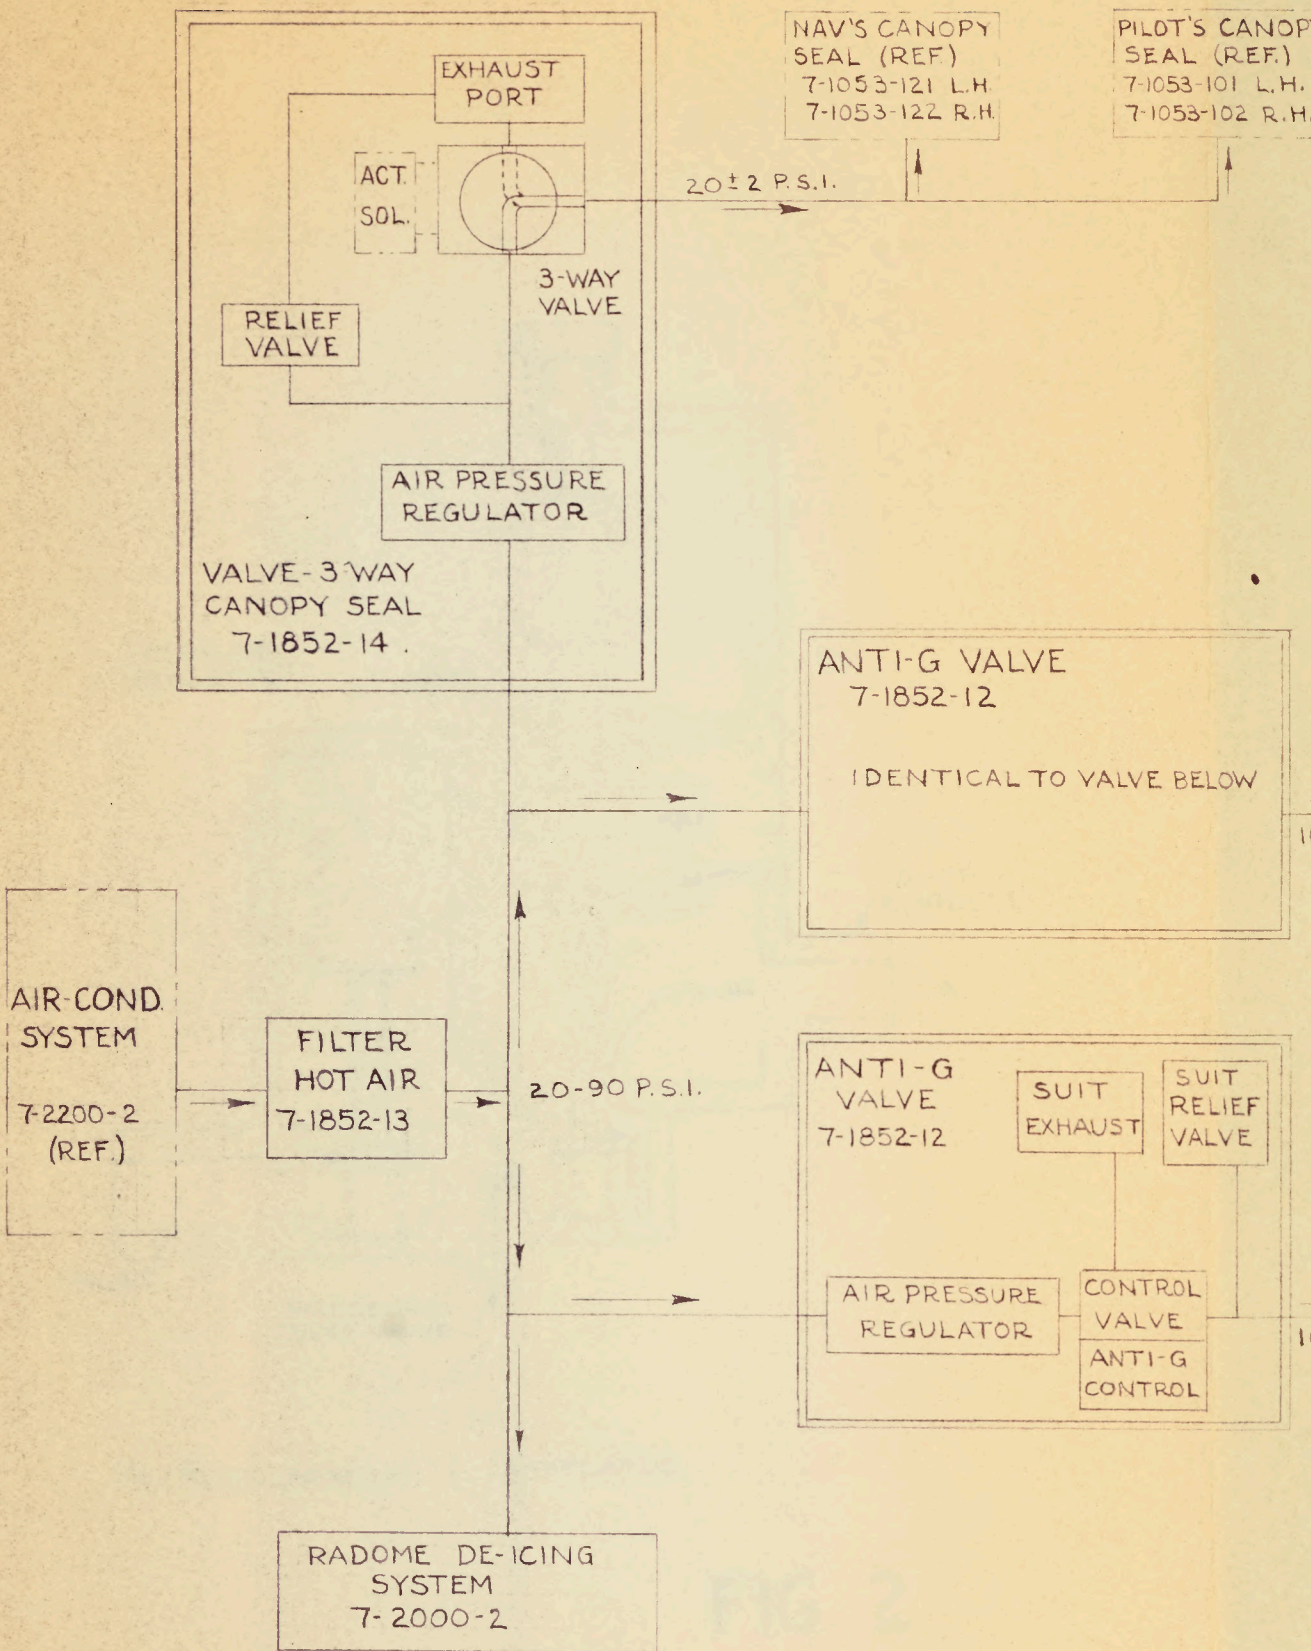 EXHAUST
PORT
ACT.
SOL.
3-WAY
VALVE
RELIEF
VALVE
AIR PRESSURE
REGULATOR
VALVE-3-WAY
CANOPY SEAL
7-1852-14.
20±2 P.S.I.
NAV'S CANOPY
SEAL (REF.)
7-1053-121 L.H.
7-1053-122 R.H.
SEAL (REF.)
PILOT'S
7-1053-101 L.H.
7-1053-102 R.H.
ANTI-G VALVE
7-1852-12
IDENTICAL TO VALVE BELOW
AIR-COND.
SYSTEM
7-2200-2
(REF.)
FILTER
HOT AIR
7-1852-13
20-90 P.S.I.
ANTI-G
VALVE
7-1852-12
SUIT
EXHAUST
SUIT
RELIEF
VALVE
AIR PRESSURE
REGULATOR
CONTROL
VALVE
ANTI-G
CONTROL
RADOME DE-ICING
SYSTEM
7-2000-2